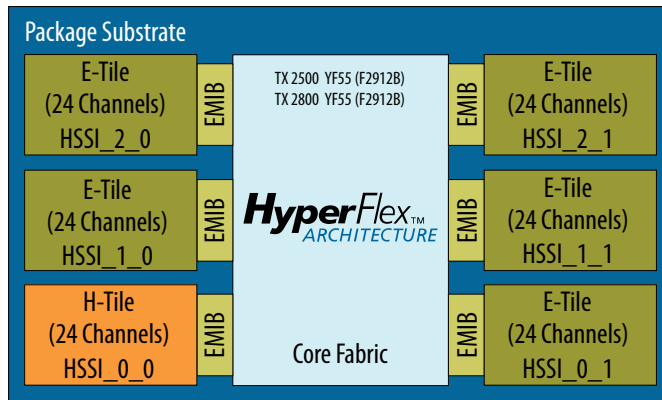 Package Substrate
E-Tile
(24 Channels)
HSSI_2_0
EMIB
TX 2500 YF55 (F2912B)
TX 2800 YF55 (F2912B)
EMIB
E-Tile
(24 Channels)
HSSI_2_1
E-Tile
(24 Channels)
HSSI_1_0
EMIB
HyperFlex™
ARCHITECTURE
EMIB
E-Tile
(24 Channels)
HSSI_1_1
H-Tile
(24 Channels)
HSSI_0_0
EMIB
Core Fabric
EMIB
E-Tile
(24 Channels)
HSSI_0_1